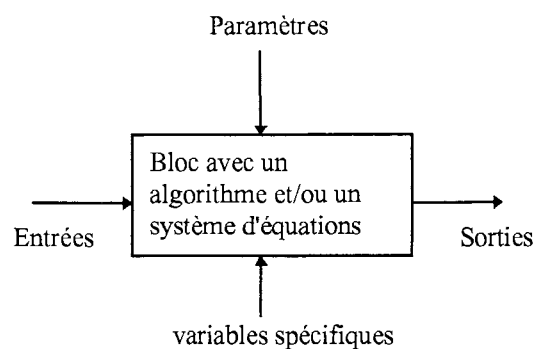 Paramètres
Bloc avec un
algorithme et/ou un
système d'équations
Entrées
Sorties
variables spécifiques